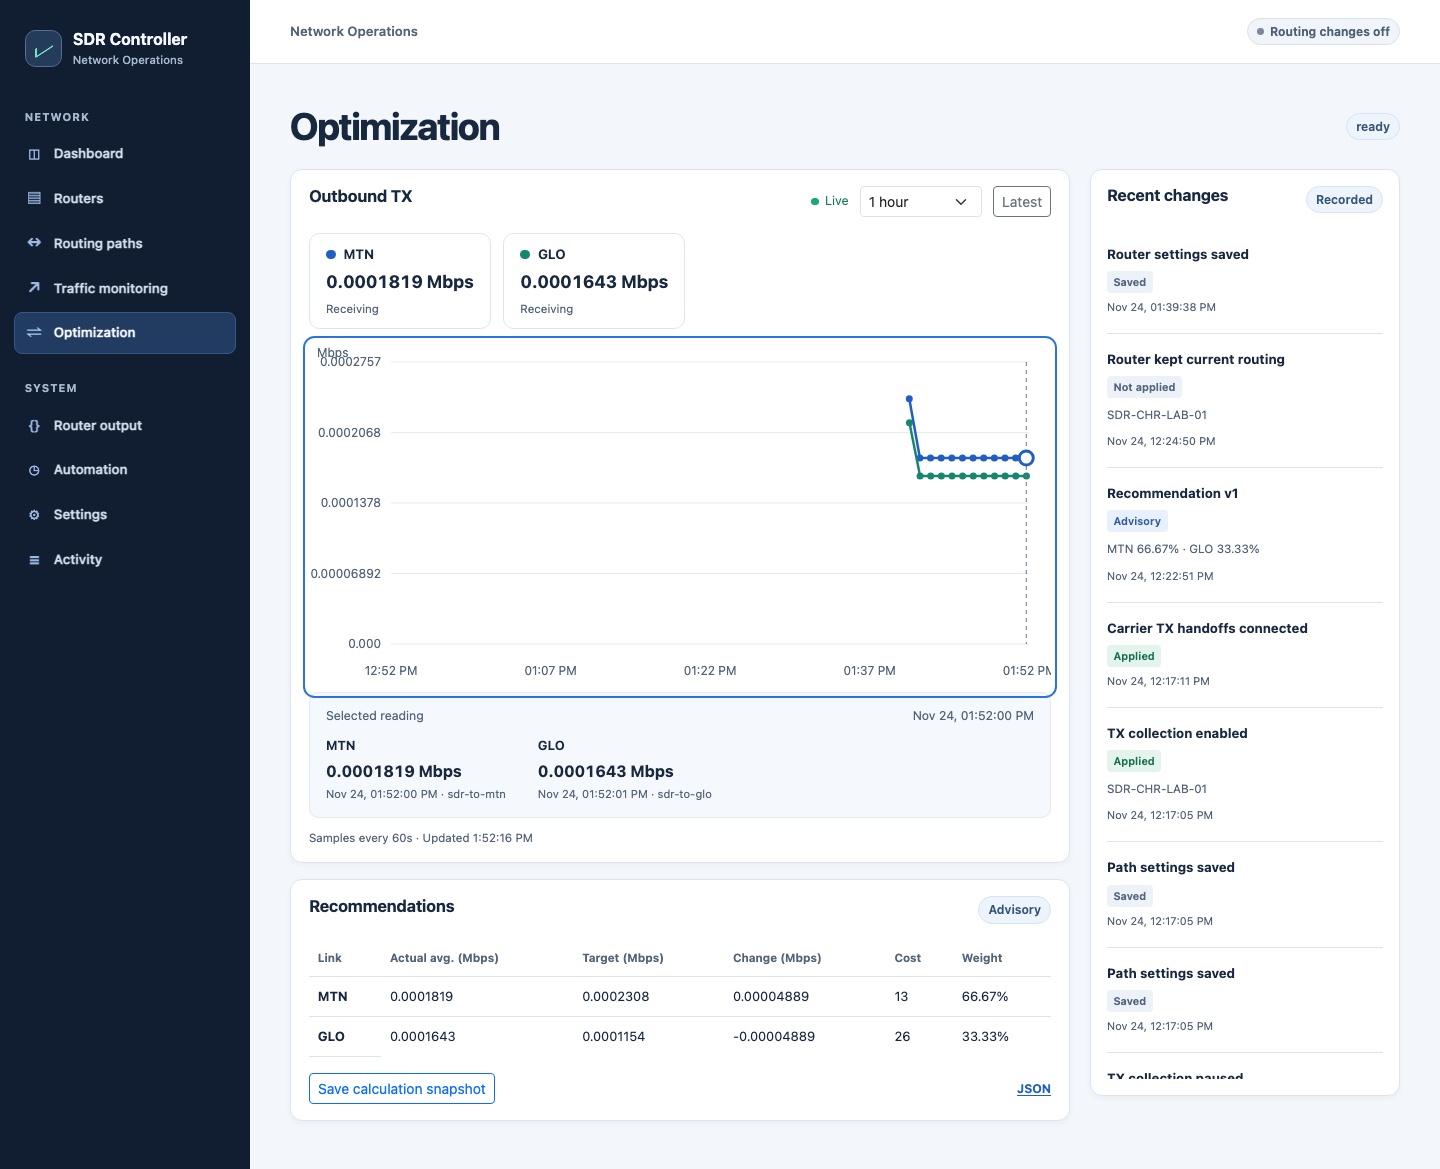 SDR Controller
Network Operations
NETWORK
Dashboard
Routers
Routing paths
Traffic monitoring
Optimization
SYSTEM
Router output
Automation
Settings
Activity
Network Operations
Routing changes off
Optimization
ready
Outbound TX
Live
1 hour
Latest
MTN
0.0001819 Mbps
Receiving
GLO
0.0001643 Mbps
Receiving
Mbps
0.0002757
0.0002068
0.0001378
0.00006892
0.000
12:52 PM
01:07 PM
01:22 PM
01:37 PM
01:52 PM
Selected reading
Nov 24, 01:52:00 PM
MTN
0.0001819 Mbps
Nov 24, 01:52:00 PM · sdr-to-mtn
GLO
0.0001643 Mbps
Nov 24, 01:52:01 PM · sdr-to-glo
Samples every 60s · Updated 1:52:16 PM
Recommendations
Advisory
Link Actual avg. (Mbps) Target (Mbps) Change (Mbps) Cost Weight
MTN 0.0001819 0.0002308 0.00004889 13 66.67%
GLO 0.0001643 0.0001154 -0.00004889 26 33.33%
Save calculation snapshot
JSON
Recent changes
Recorded
Router settings saved
Saved
Nov 24, 01:39:38 PM
Router kept current routing
Not applied
SDR-CHR-LAB-01
Nov 24, 12:24:50 PM
Recommendation v1
Advisory
MTN 66.67% · GLO 33.33%
Nov 24, 12:22:51 PM
Carrier TX handoffs connected
Applied
Nov 24, 12:17:11 PM
TX collection enabled
Applied
SDR-CHR-LAB-01
Nov 24, 12:17:05 PM
Path settings saved
Saved
Nov 24, 12:17:05 PM
Path settings saved
Saved
Nov 24, 12:17:05 PM
TX collection paused